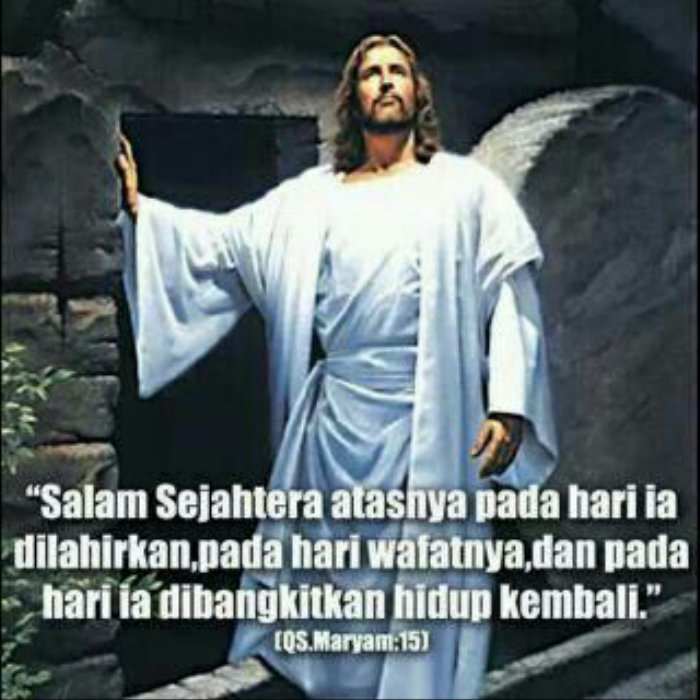 “Salam Sejahtera atasnya pada hari ia
dilahirkan,pada hari wafatnya,dan pada
hari ia dibangkitkan hidup kembali.”
(QS.Maryam:15)